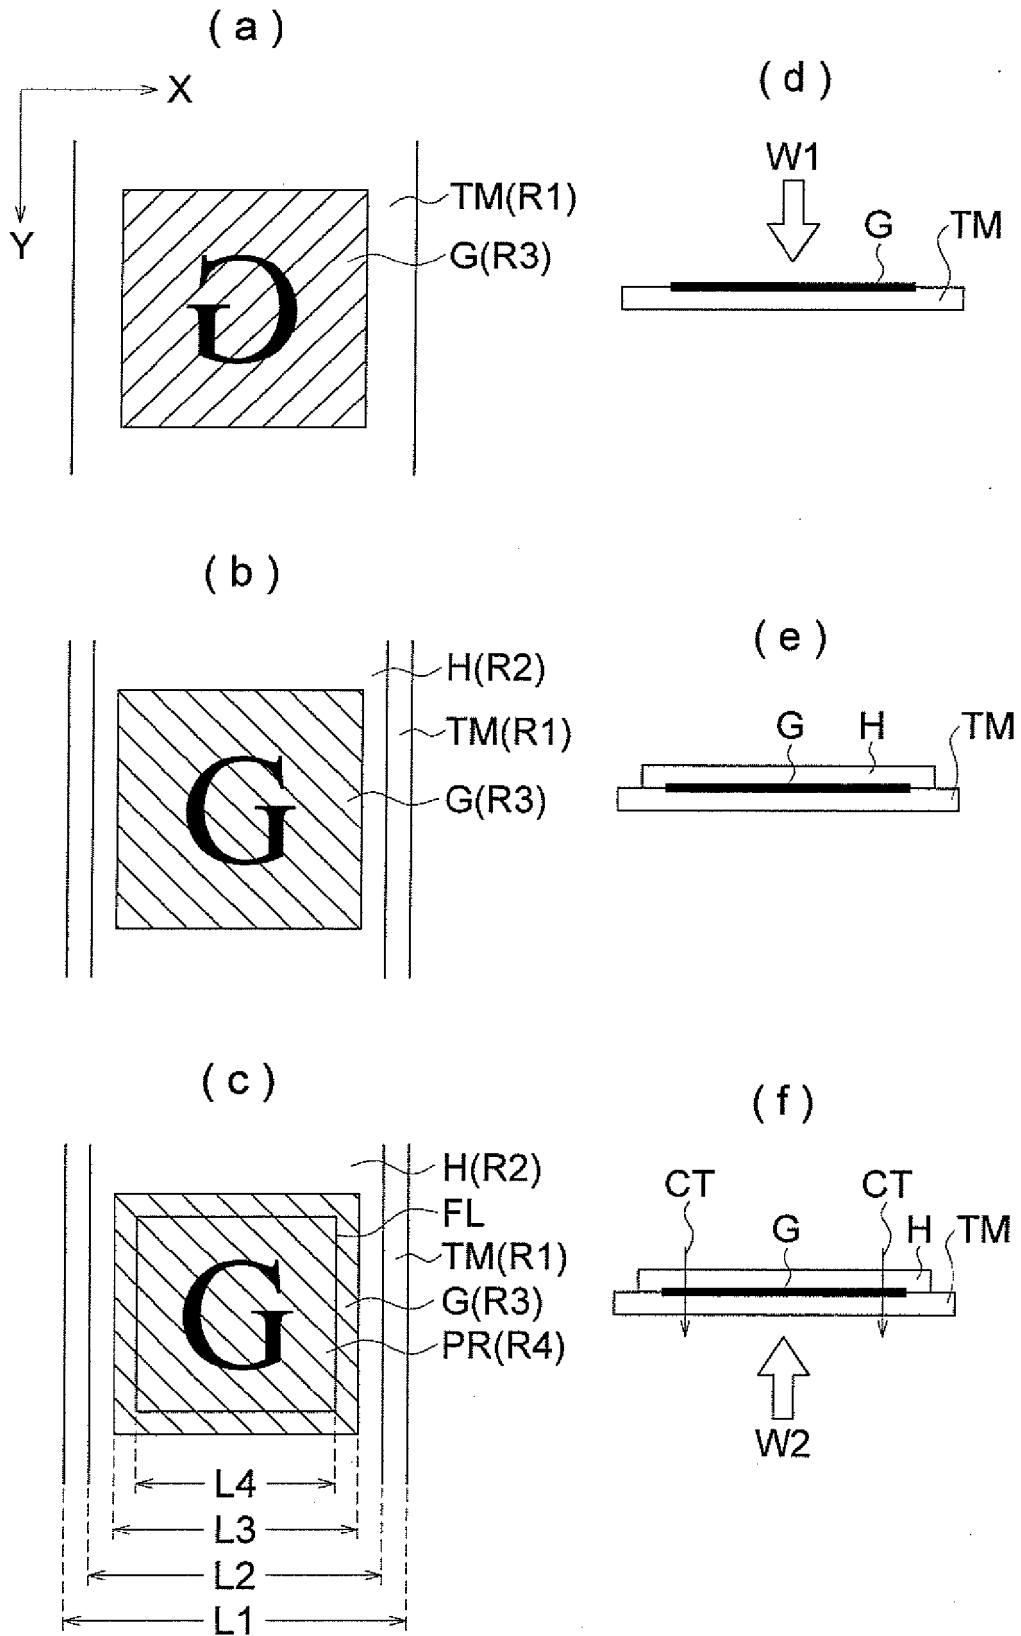 (a)
X
Y
TM(R1)
G(R3)
G
(d)
W1
G
TM
(b)
H(R2)
TM(R1)
G(R3)
G
(e)
G
H
TM
(c)
H(R2)
FL
TM(R1)
G(R3)
PR(R4)
G
L4
L3
L2
L1
(f)
CT
CT
G
H
TM
W2